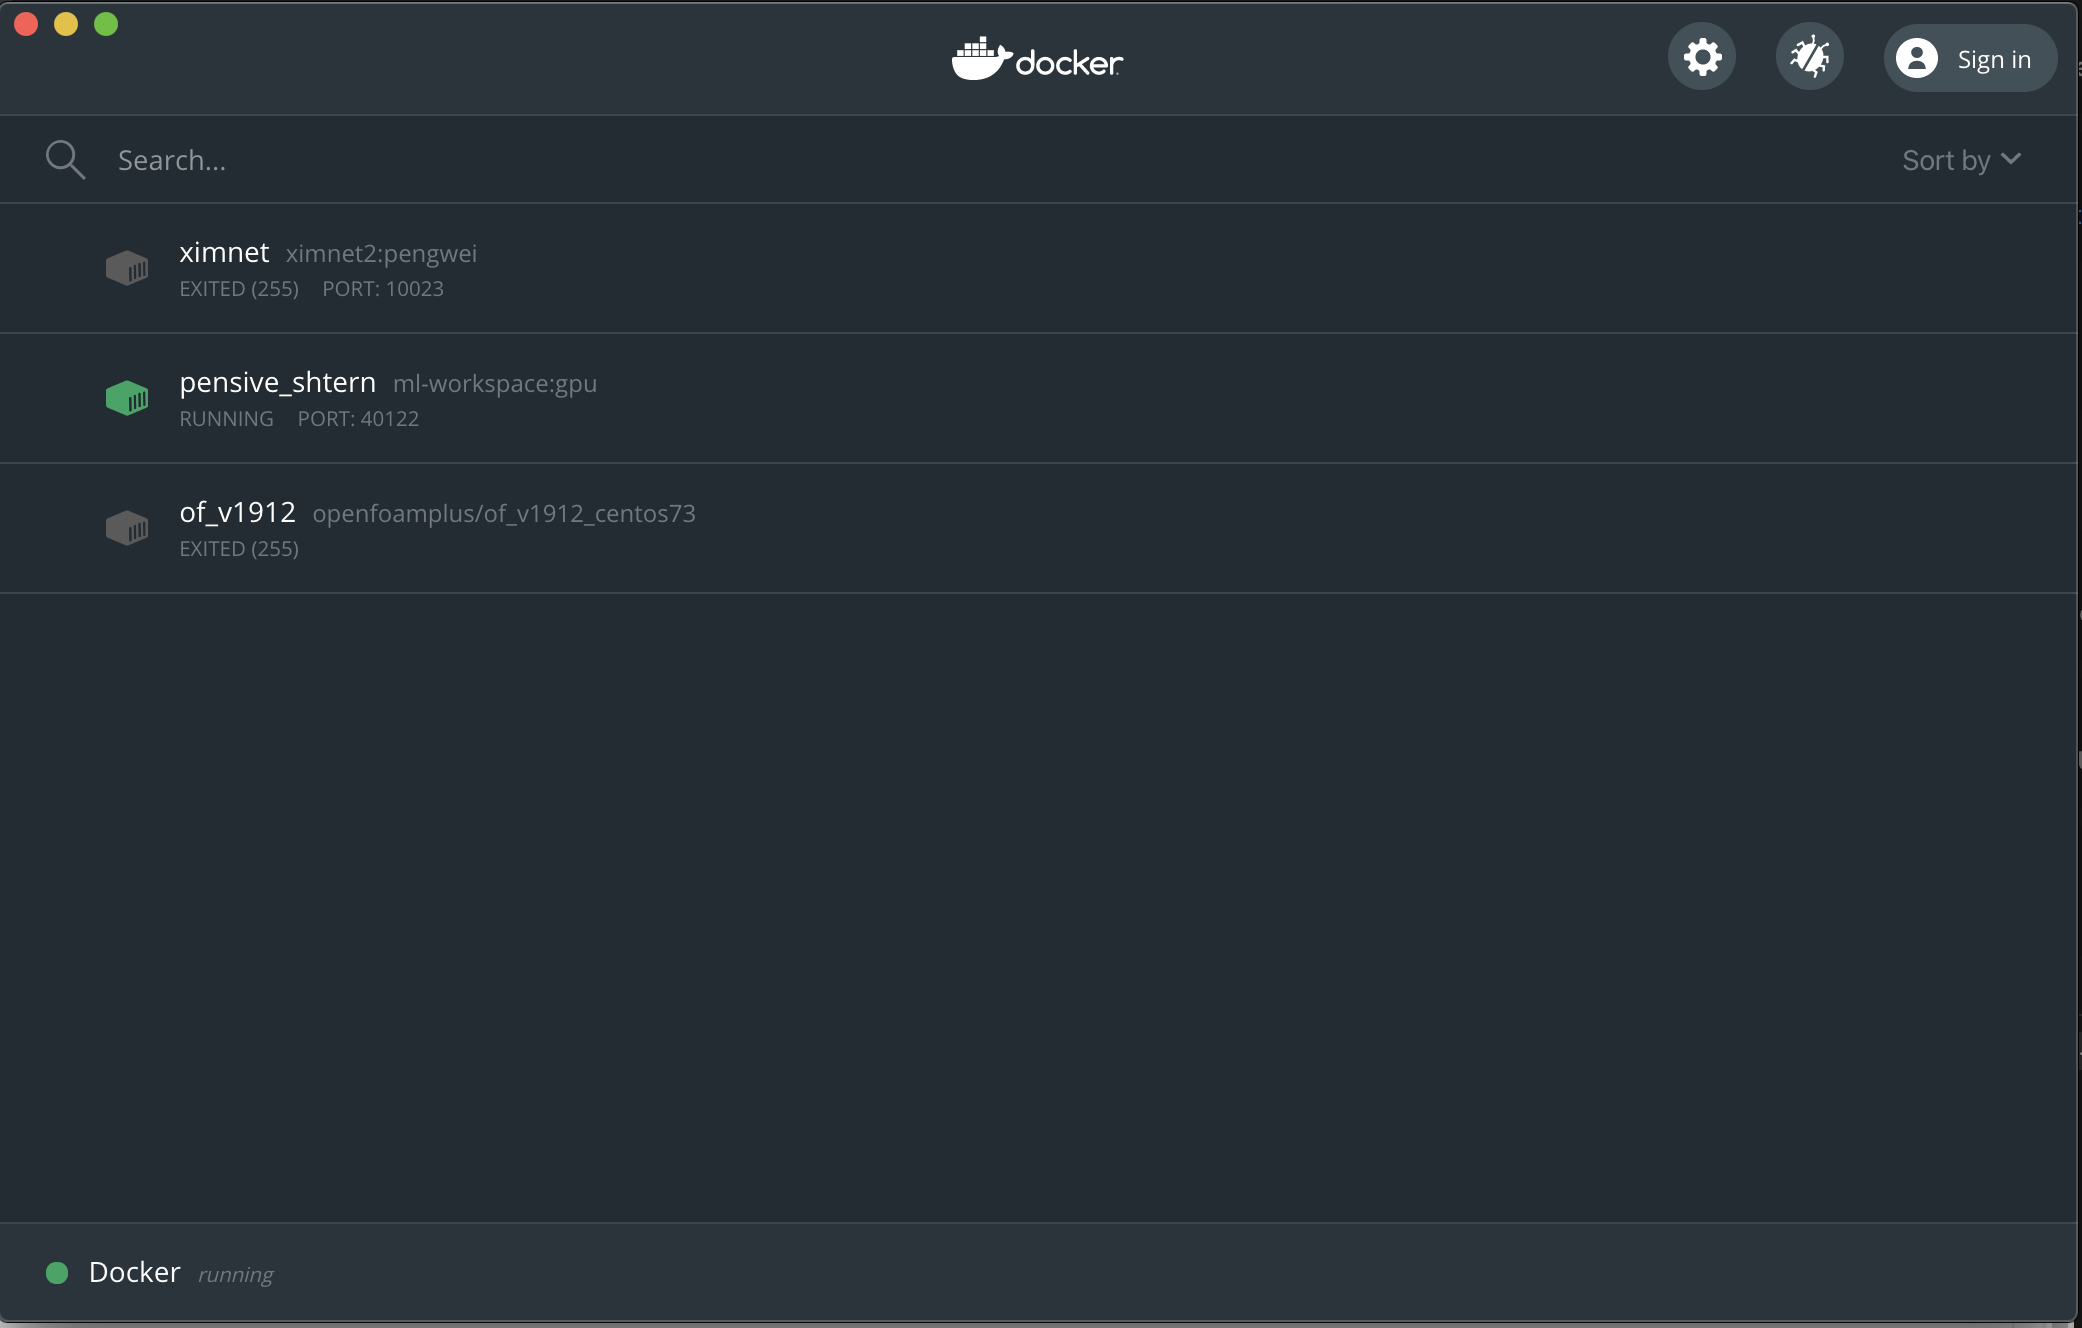 docker
Sign in
Search...
Sort by
ximnet ximnet2:pengwei
EXITED (255) PORT: 10023
pensive_shtern ml-workspace:gpu
RUNNING PORT: 40122
of_v1912 openfoamplus/of_v1912_centos73
EXITED (255)
Docker running